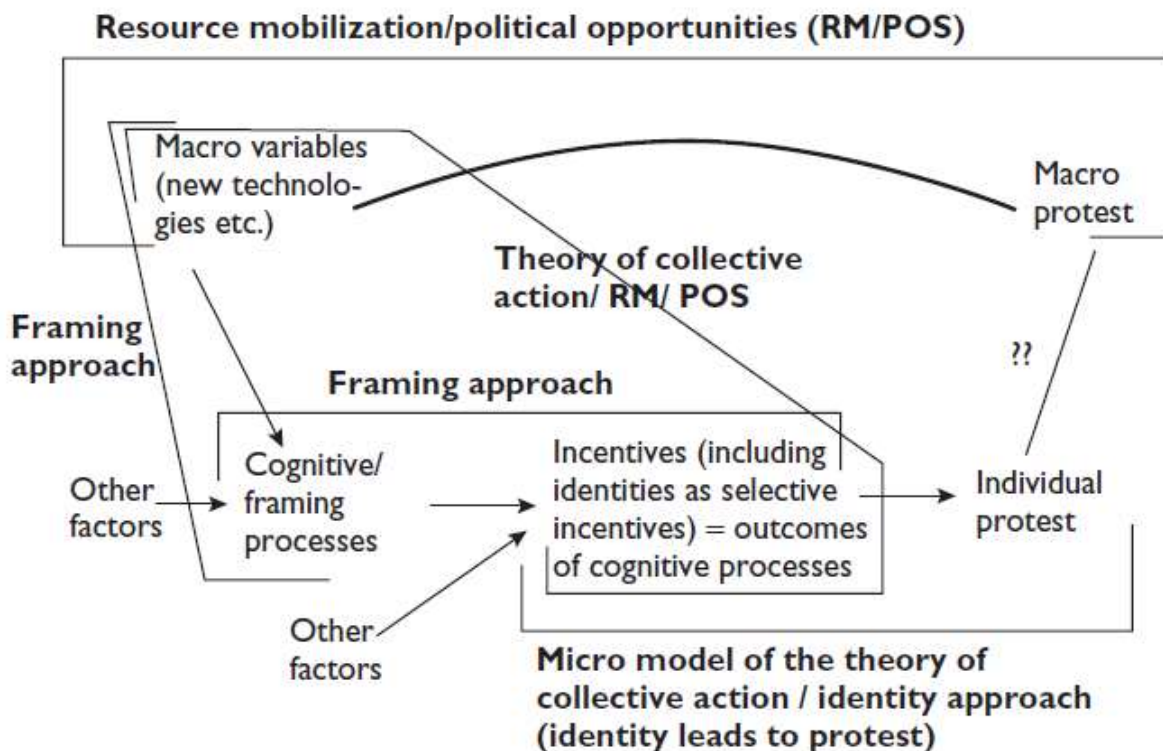 Resource mobilization/political opportunities (RM/POS)
Macro variables
(new technolo-
gies etc.)
Macro
protest
Theory of collective
action/ RM/ POS
Framing
approach
??
Framing approach
Other
factors
Cognitive/
framing
processes
Incentives (including
identities as selective
incentives) = outcomes
of cognitive processes
Individual
protest
Other
factors
Micro model of the theory of
collective action / identity approach
(identity leads to protest)